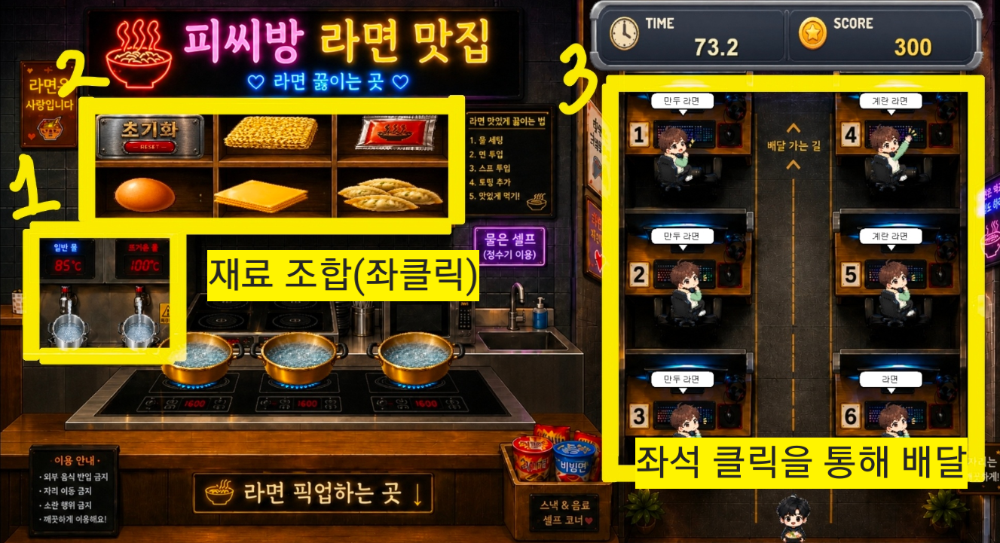 피씨방 라면 맛집
♡ 라면 끓이는 곳 ♡
2
라면은
사랑입니다
초기화
RESET
라면 맛있게 끓이는 법
1. 물 세팅
2. 면 투입
3. 스프 투입
4. 토핑 추가
5. 맛있게 먹기!
1
일반 물
85°C
뜨거운 물
100°C
재료 조합(좌클릭)
물은 셀프
(정수기 이용)
1600
1600
1600
·이용 안내·
·외부 음식 반입 금지
·자리 이동 금지
·소란 행위 금지
·깨끗하게 이용해요!
라면 픽업하는 곳 ↓
비빔면
스낵 & 음료
셀프 코너♥
3
TIME
73.2
SCORE
300
만두 라면
1
계란 라면
4
배달 가는 길
만두 라면
2
계란 라면
5
만두 라면
3
라면
6
좌석 클릭을 통해 배달